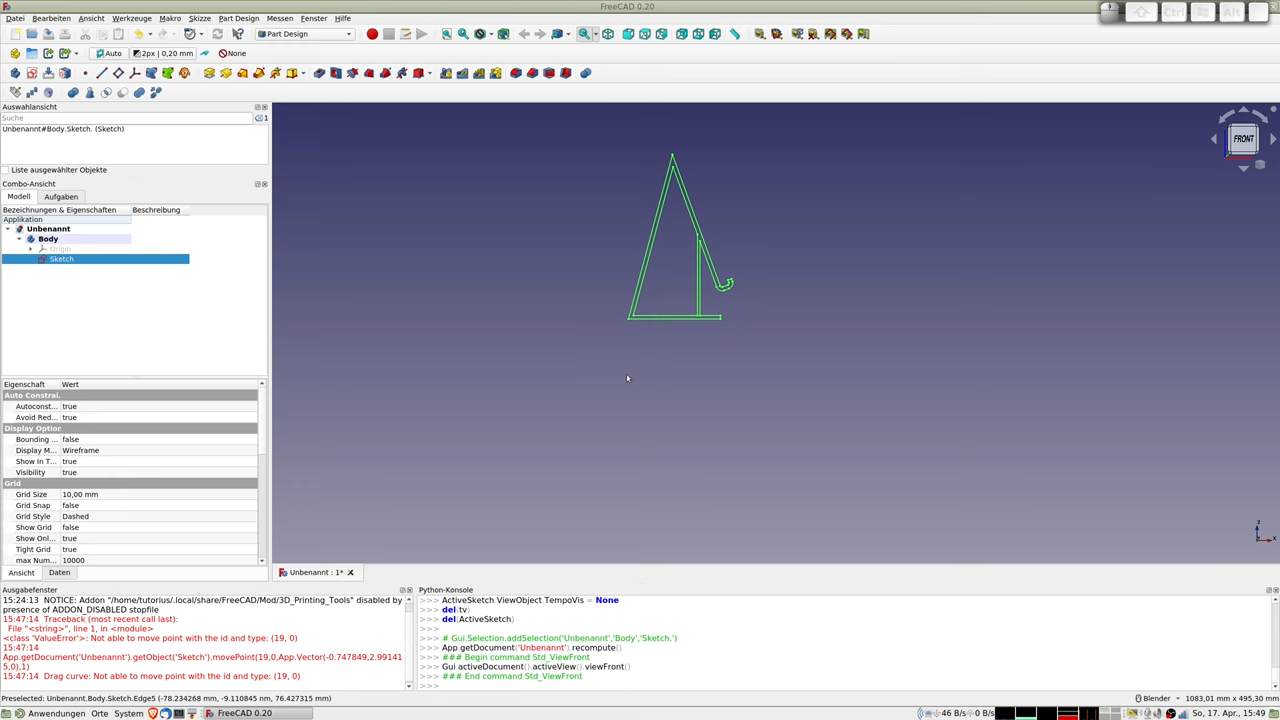 FreeCAD 0.20
Ctrl
Alt
Datei Bearbeiten Ansicht Werkzeuge Makro Skizze Part Design Messen Fenster Hilfe
Part Design
Auto 2px | 0,20 mm None
Auswahlansicht
Suche 1
Unbenannt#Body.Sketch. (Sketch)
Liste ausgewählter Objekte
Combo-Ansicht
Modell Aufgaben
Bezeichnungen & Eigenschaften Beschreibung
Applikation
Unbenannt
Body
Origin
Sketch
FRONT
Eigenschaft Wert
Auto Constrai.
Autoconst... true
Avoid Red... true
Display Option
Bounding ... false
Display M... Wireframe
Show In T... true
Visibility true
Grid
Grid Size 10,00 mm
Grid Snap false
Grid Style Dashed
Show Grid false
Show Onl... true
Tight Grid true
max Num... 10000
Ansicht Daten
Unbenannt : 1*
z
x
Ausgabefenster
15:24:13 NOTICE: Addon "/home/tutorius/.local/share/FreeCAD/Mod/3D_Printing_Tools" disabled by
presence of ADDON_DISABLED stopfile
15:47:14 Traceback (most recent call last):
File "<string>", line 1, in <module>
<class 'ValueError'>: Not able to move point with the id and type: (19, 0)
15:47:14
App.getDocument('Unbenannt').getObject('Sketch').movePoint(19,0,App.Vector(-0.747849,2.99141
5,0),1)
15:47:14 Drag curve: Not able to move point with the id and type: (19, 0)
Python-Konsole
>>> ActiveSketch.ViewObject.TempoVis = None
>>> del(tv)
>>> del(ActiveSketch)
>>>
>>> # Gui.Selection.addSelection('Unbenannt','Body','Sketch.')
>>> App.getDocument('Unbenannt').recompute()
>>> ### Begin command Std_ViewFront
>>> Gui.activeDocument().activeView().viewFront()
>>> ### End command Std_ViewFront
>>>
Preselected: Unbenannt.Body.Sketch.Edge5 (-78.234268 mm, -9.110845 mm, 76.427315 mm)
Blender 1083,01 mm x 495,30 mm
Anwendungen Orte System FreeCAD 0.20
46 B/s 0 B/s So, 17. Apr., 15:49